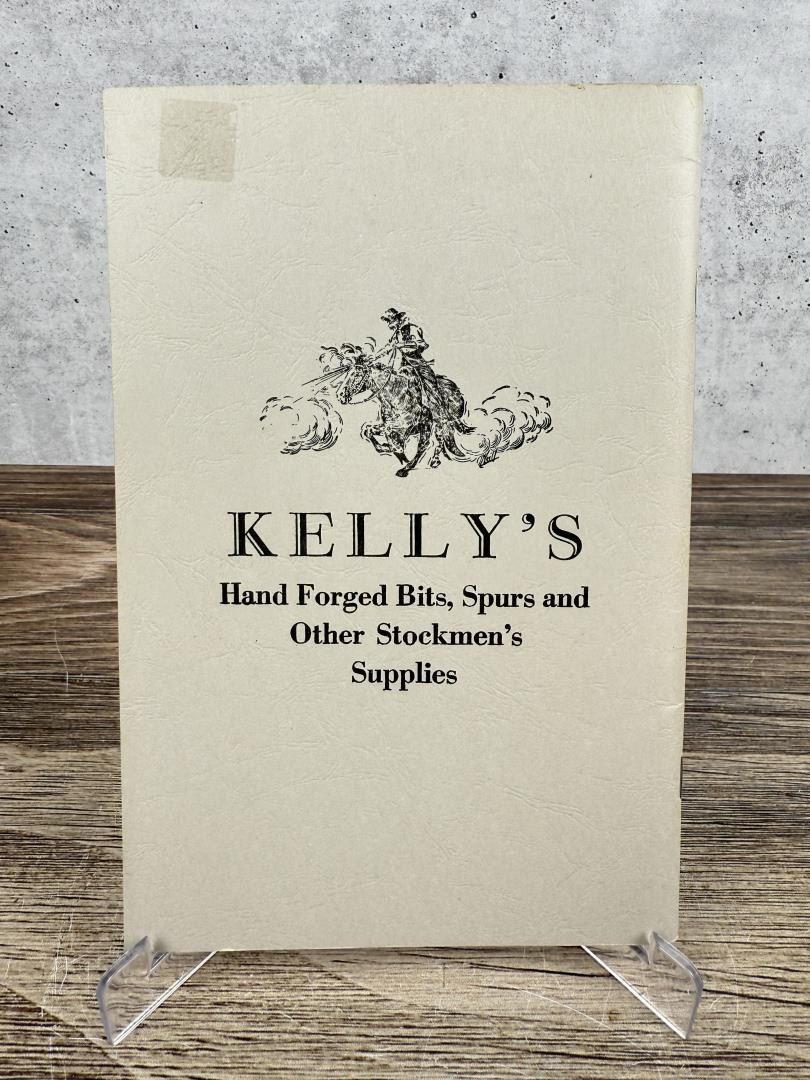 KELLY'S
Hand Forged Bits, Spurs and
Other Stockmen's
Supplies